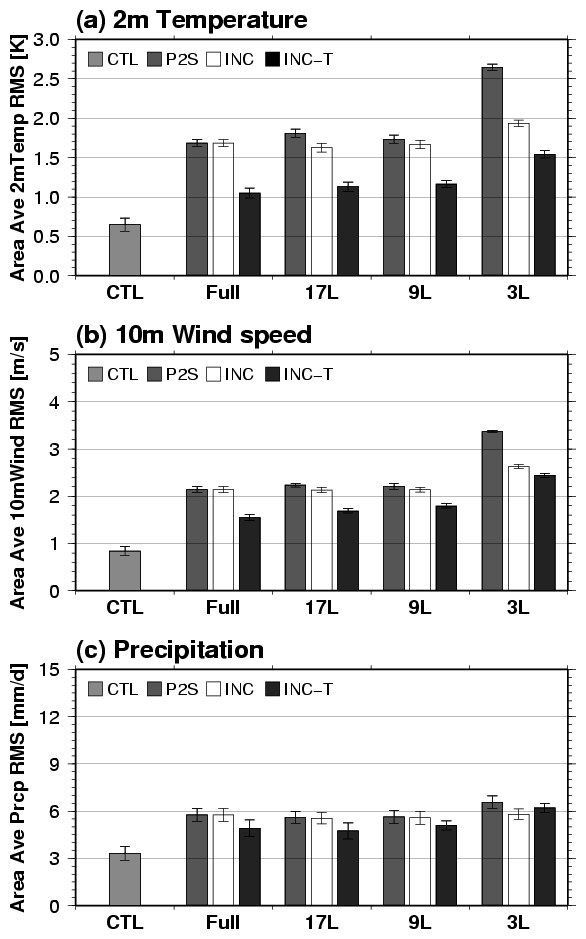 (a) 2m Temperature
Area Ave 2mTemp RMS [K]
3.0
2.5
2.0
1.5
1.0
0.5
0.0
CTL P2S INC INC-T
CTL Full 17L 9L 3L
(b) 10m Wind speed
Area Ave 10mWind RMS [m/s]
5
4
3
2
1
0
CTL P2S INC INC-T
CTL Full 17L 9L 3L
(c) Precipitation
Area Ave Prcp RMS [mm/d]
15
12
9
6
3
0
CTL P2S INC INC-T
CTL Full 17L 9L 3L